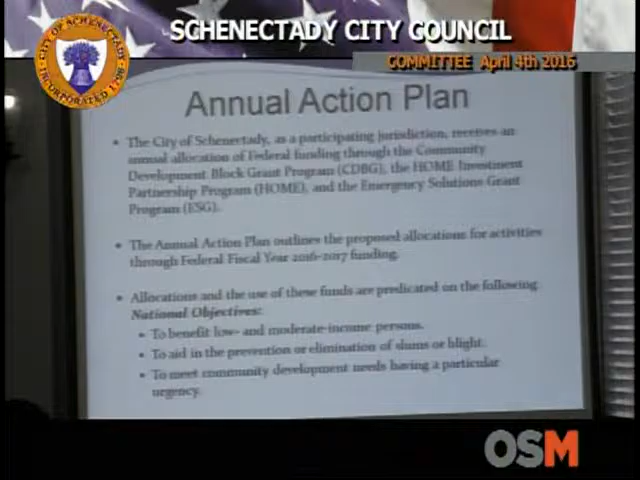 SCHENECTADY CITY COUNCIL
COMMITTEE April 4th 2016
CITY OF SCHENECTADY
INCORPORATED 1798
Annual Action Plan
• The City of Schenectady, as a participating jurisdiction, receives an
annual allocation of Federal funding through the Community
Development Block Grant Program (CDBG), the HOME Investment
Partnership Program (HOME), and the Emergency Solutions Grant
Program (ESG).
• The Annual Action Plan outlines the proposed allocations for activities
through Federal Fiscal Year 2016-2017 funding.
• Allocations and the use of these funds are predicated on the following
National Objectives:
• To benefit low- and moderate-income persons.
• To aid in the prevention or elimination of slums or blight.
• To meet community development needs having a particular
urgency.
OSM